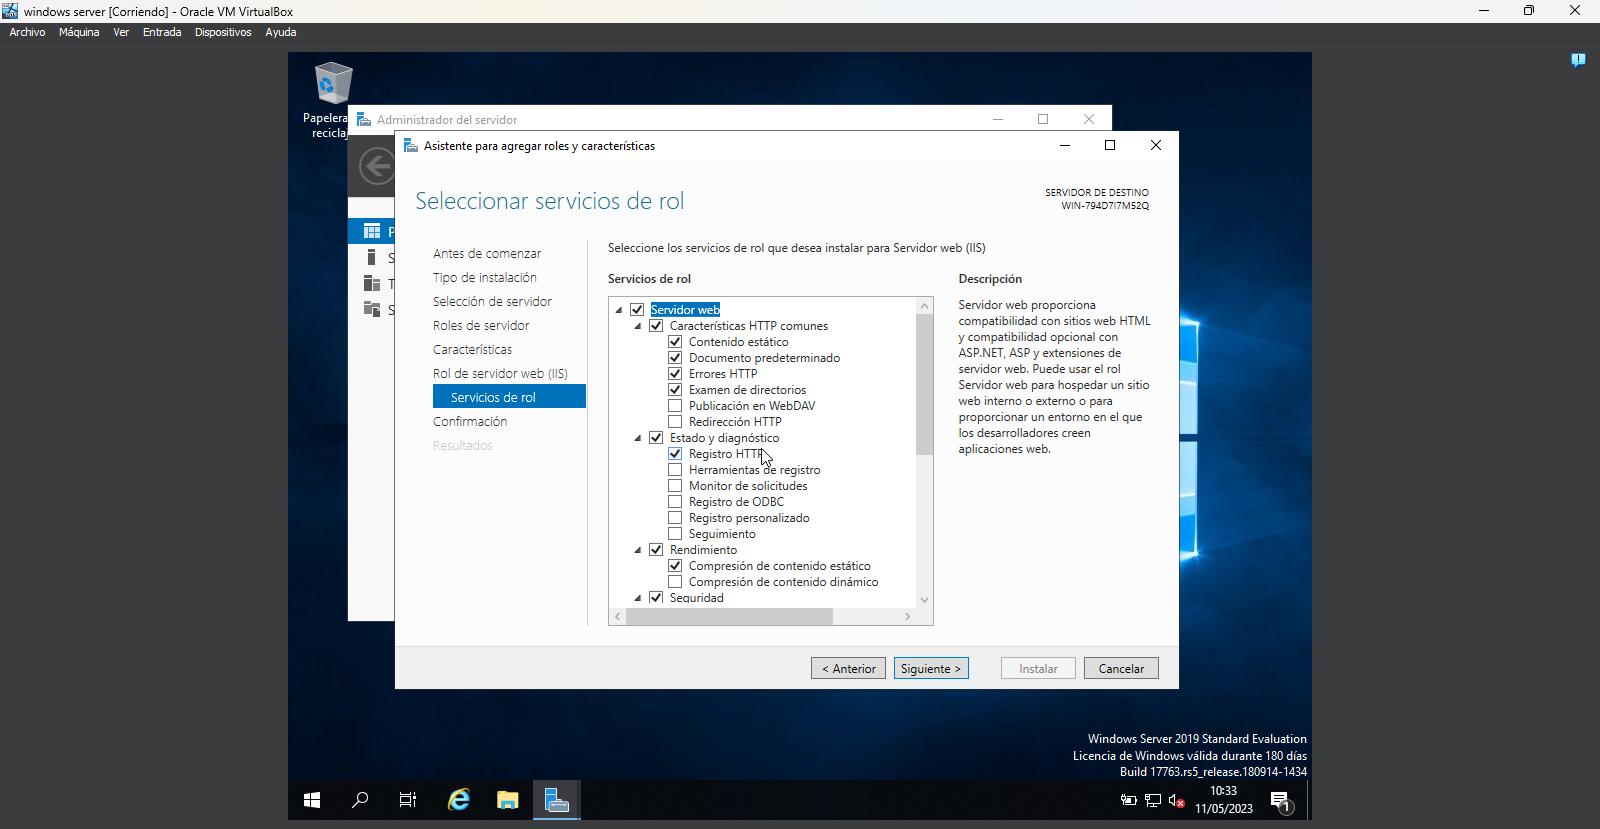 windows server [Corriendo] - Oracle VM VirtualBox
Archivo Máquina Ver Entrada Dispositivos Ayuda
Papelera
reciclaj
Administrador del servidor
Asistente para agregar roles y características
Seleccionar servicios de rol
SERVIDOR DE DESTINO
WIN-794D7I7M52Q
P
S
T
S
Antes de comenzar
Tipo de instalación
Selección de servidor
Roles de servidor
Características
Rol de servidor web (IIS)
Servicios de rol
Confirmación
Resultados
Seleccione los servicios de rol que desea instalar para Servidor web (IIS)
Servicios de rol
Servidor web
Características HTTP comunes
Contenido estático
Documento predeterminado
Errores HTTP
Examen de directorios
Publicación en WebDAV
Redirección HTTP
Estado y diagnóstico
Registro HTTP
Herramientas de registro
Monitor de solicitudes
Registro de ODBC
Registro personalizado
Seguimiento
Rendimiento
Compresión de contenido estático
Compresión de contenido dinámico
Seguridad
Descripción
Servidor web proporciona
compatibilidad con sitios web HTML
y compatibilidad opcional con
ASP.NET, ASP y extensiones de
servidor web. Puede usar el rol
Servidor web para hospedar un sitio
web interno o externo o para
proporcionar un entorno en el que
los desarrolladores creen
aplicaciones web.
< Anterior Siguiente > Instalar Cancelar
Windows Server 2019 Standard Evaluation
Licencia de Windows válida durante 180 días
Build 17763.rs5_release.180914-1434
10:33
11/05/2023
1